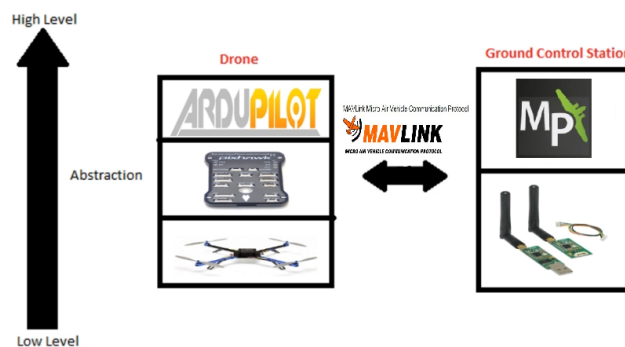 High Level
Drone
Ground Control Station
ARDUPILOT
MAVLink Micro Air Vehicle Communication Protocol
MAVLINK
MICRO AIR VEHICLE COMMUNICATION PROTOCOL
MP
pixhawk
Abstraction
Low Level